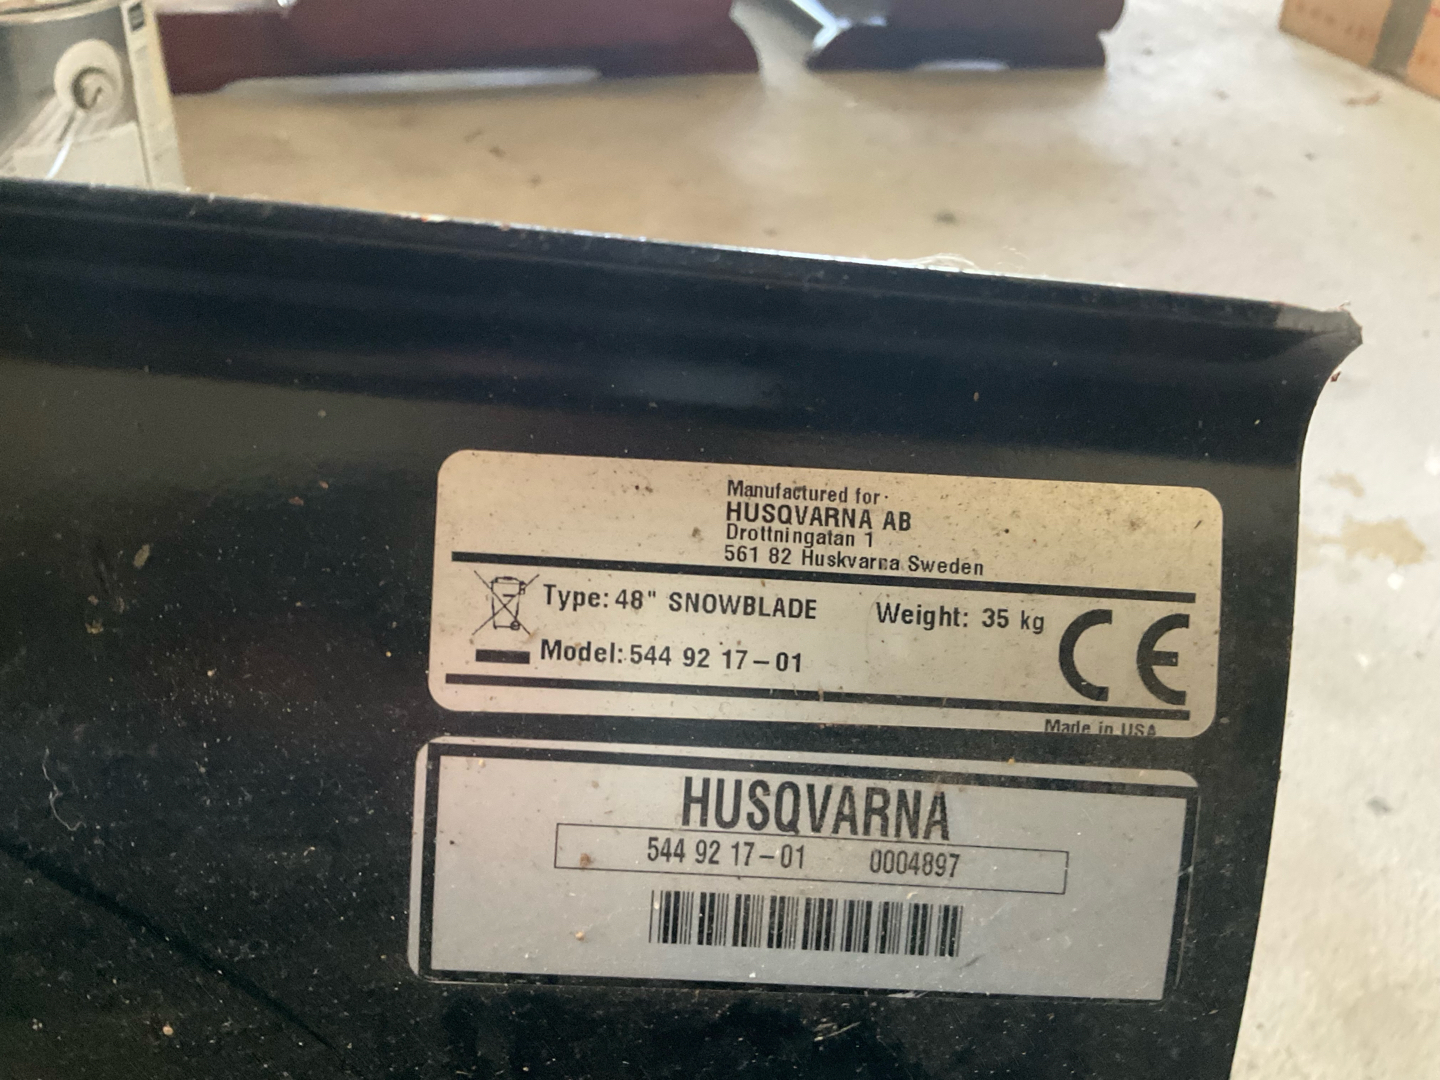 Manufactured for:
HUSQVARNA AB
Drottningatan 1
561 82 Huskvarna Sweden
Type: 48" SNOWBLADE Weight: 35 kg
Model: 544 92 17-01
CE
Made in USA
HUSQVARNA
544 92 17-01 0004897